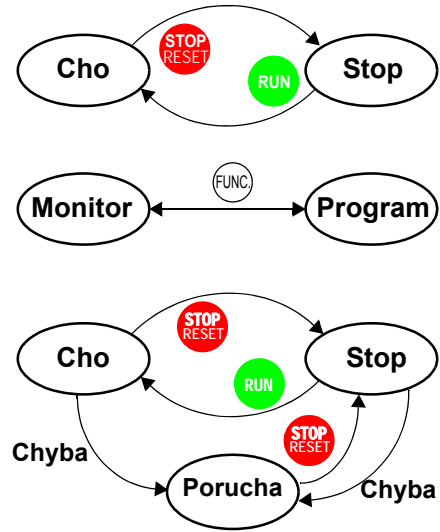 Cho
STOP
RESET
RUN
Stop
FUNC.
Monitor
Program
STOP
RESET
Cho
RUN
Stop
STOP
RESET
Chyba
Porucha
Chyba